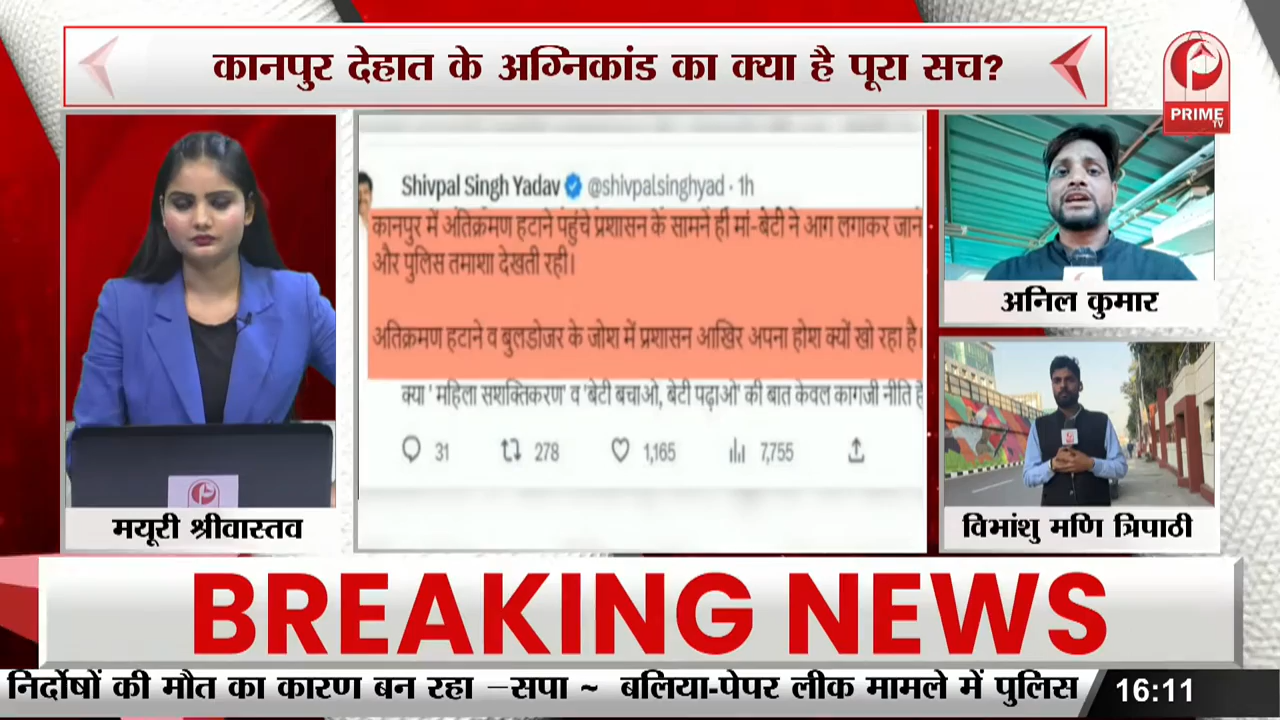 कानपुर देहात के अग्निकांड का क्या है पूरा सच?
PRIME
TV
Shivpal Singh Yadav @shivpalsinghyad · 1h
कानपुर में अतिक्रमण हटाने पहुंचे प्रशासन के सामने ही मां-बेटी ने आग लगाकर जान
और पुलिस तमाशा देखती रही।
अतिक्रमण हटाने व बुलडोजर के जोश में प्रशासन आखिर अपना होश क्यों खो रहा है।
क्या ' महिला सशक्तिकरण' व 'बेटी बचाओ, बेटी पढ़ाओ' की बात केवल कागजी नीति
31 278 1,165 7,755
मयूरी श्रीवास्तव
अनिल कुमार
विभांशु मणि त्रिपाठी
BREAKING NEWS
निर्दोषों की मौत का कारण बन रहा –सपा ~ बलिया-पेपर लीक मामले में पुलिस
16:11